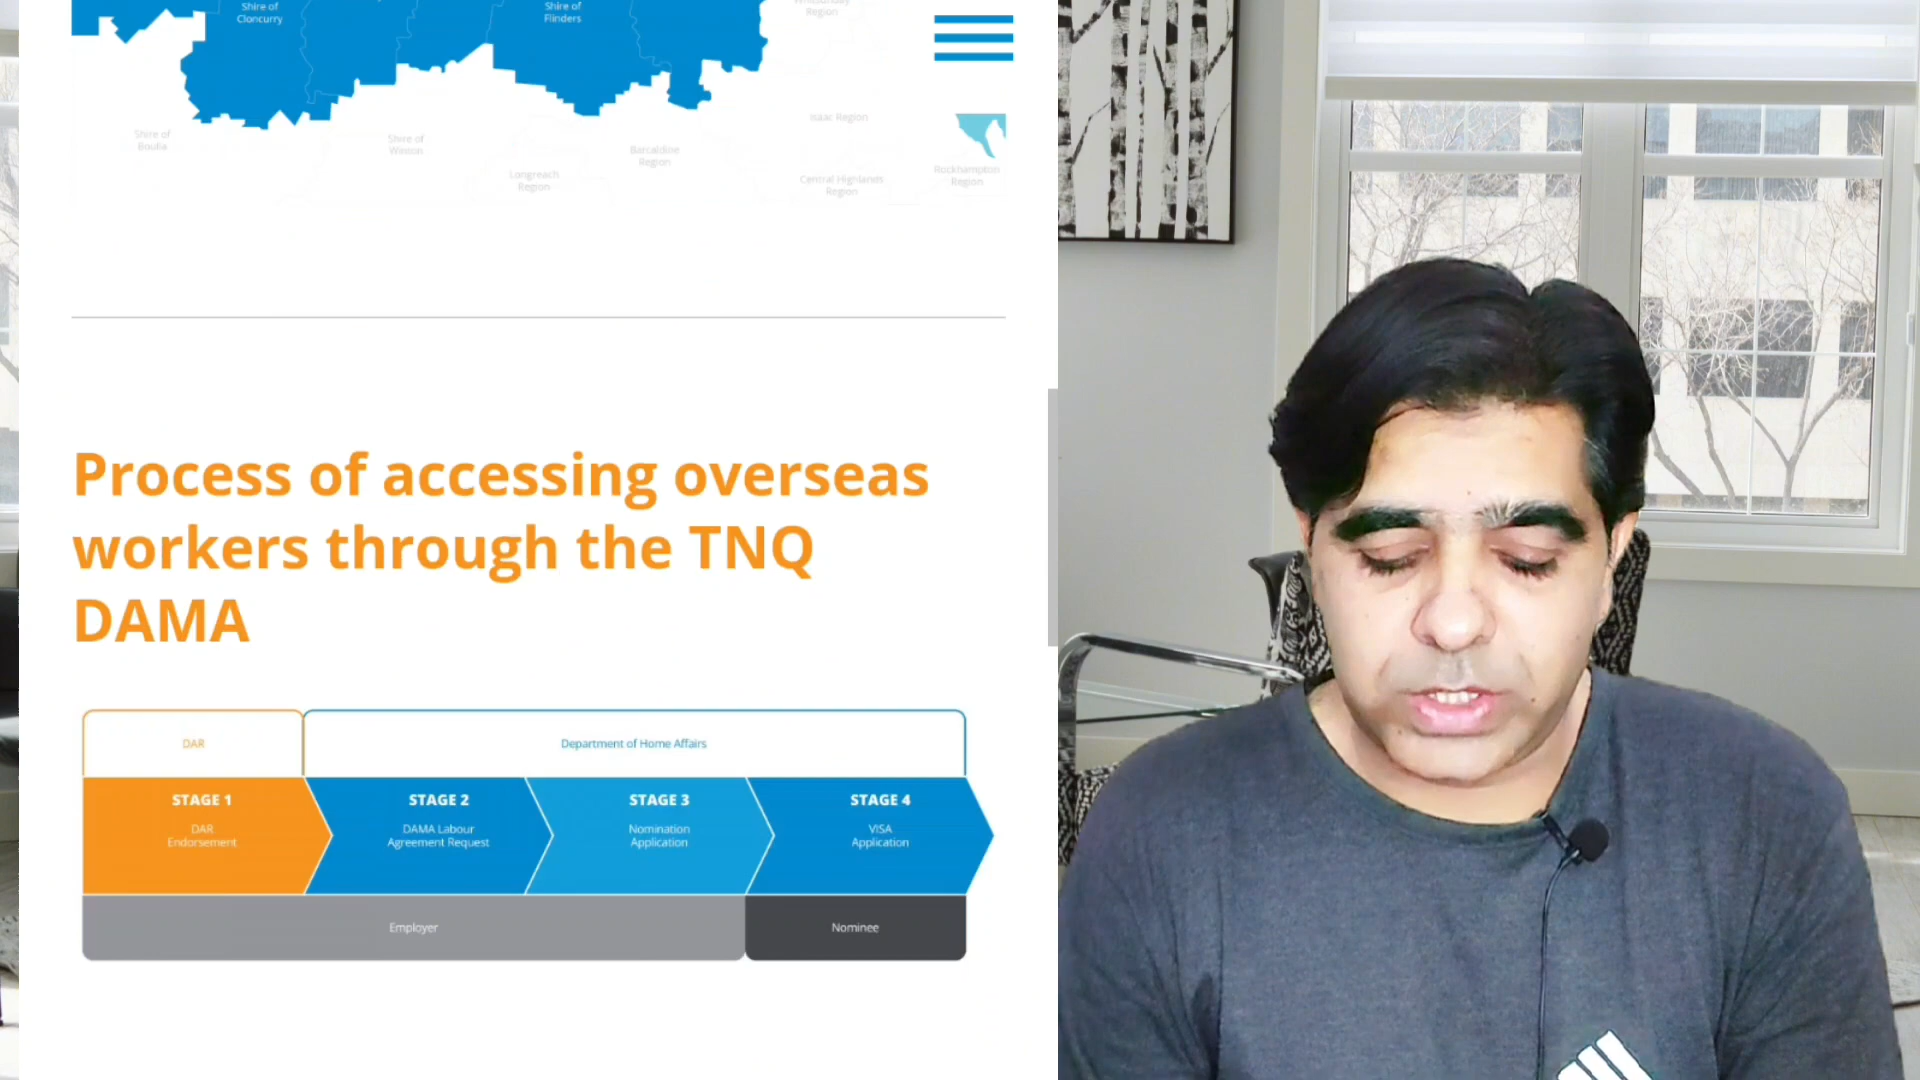 Shire of
Cloncurry
Shire of
Flinders
Region
Shire of
Boulia
Shire of
Winton
Longreach
Region
Barcaldine
Region
Isaac Region
Central Highlands
Region
Rockhampton
Region
Process of accessing overseas
workers through the TNQ
DAMA
DAR
Department of Home Affairs
STAGE 1
DAR
Endorsement
STAGE 2
DAMA Labour
Agreement Request
STAGE 3
Nomination
Application
STAGE 4
VISA
Application
Employer
Nominee